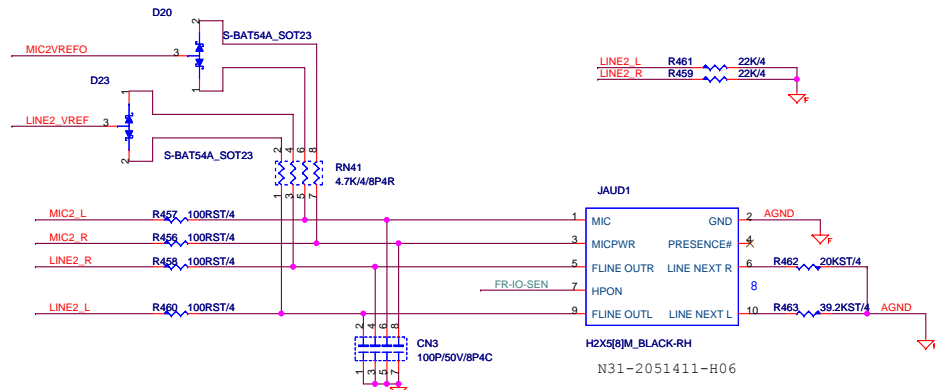 D20
2
S-BAT54A_SOT23
MIC2VREFO
3
1
D23
1
LINE2_VREF
3
2
S-BAT54A_SOT23
LINE2_L
R461
22K/4
LINE2_R
R459
22K/4
F
2 4 6 8
RN41
4.7K/4/8P4R
1 3 5 7
JAUD1
MIC2_L
R457
100RST/4
1
MIC
GND
2
AGND
F
MIC2_R
R456
100RST/4
3
MICPWR
PRESENCE#
4
LINE2_R
R458
100RST/4
5
FLINE OUTR
LINE NEXT R
6
R462
20KST/4
FR-IO-SEN
7
HPON
8
LINE2_L
R460
100RST/4
9
FLINE OUTL
LINE NEXT L
10
R463
39.2KST/4
AGND
F
2 4 6 8
CN3
100P/50V/8P4C
1 3 5 7
H2X5[8]M_BLACK-RH
N31-2051411-H06